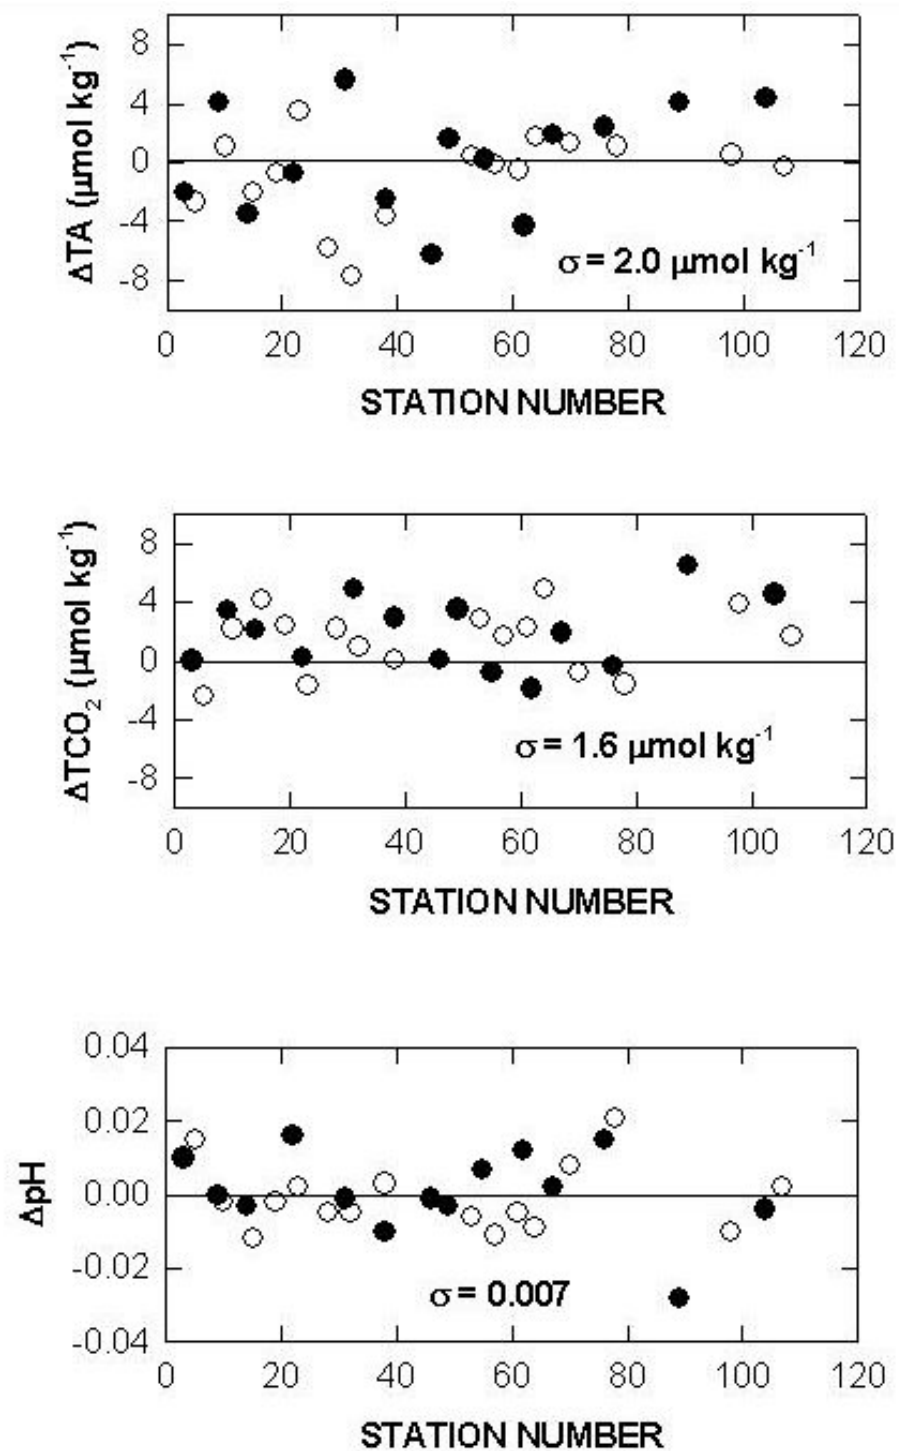 8
4
0
-4
-8
ΔTA (μmol kg⁻¹)
σ = 2.0 μmol kg⁻¹
0 20 40 60 80 100 120
STATION NUMBER
8
4
0
-4
-8
ΔTCO₂ (μmol kg⁻¹)
σ = 1.6 μmol kg⁻¹
0 20 40 60 80 100 120
STATION NUMBER
0.04
0.02
0.00
-0.02
-0.04
ΔpH
σ = 0.007
0 20 40 60 80 100 120
STATION NUMBER